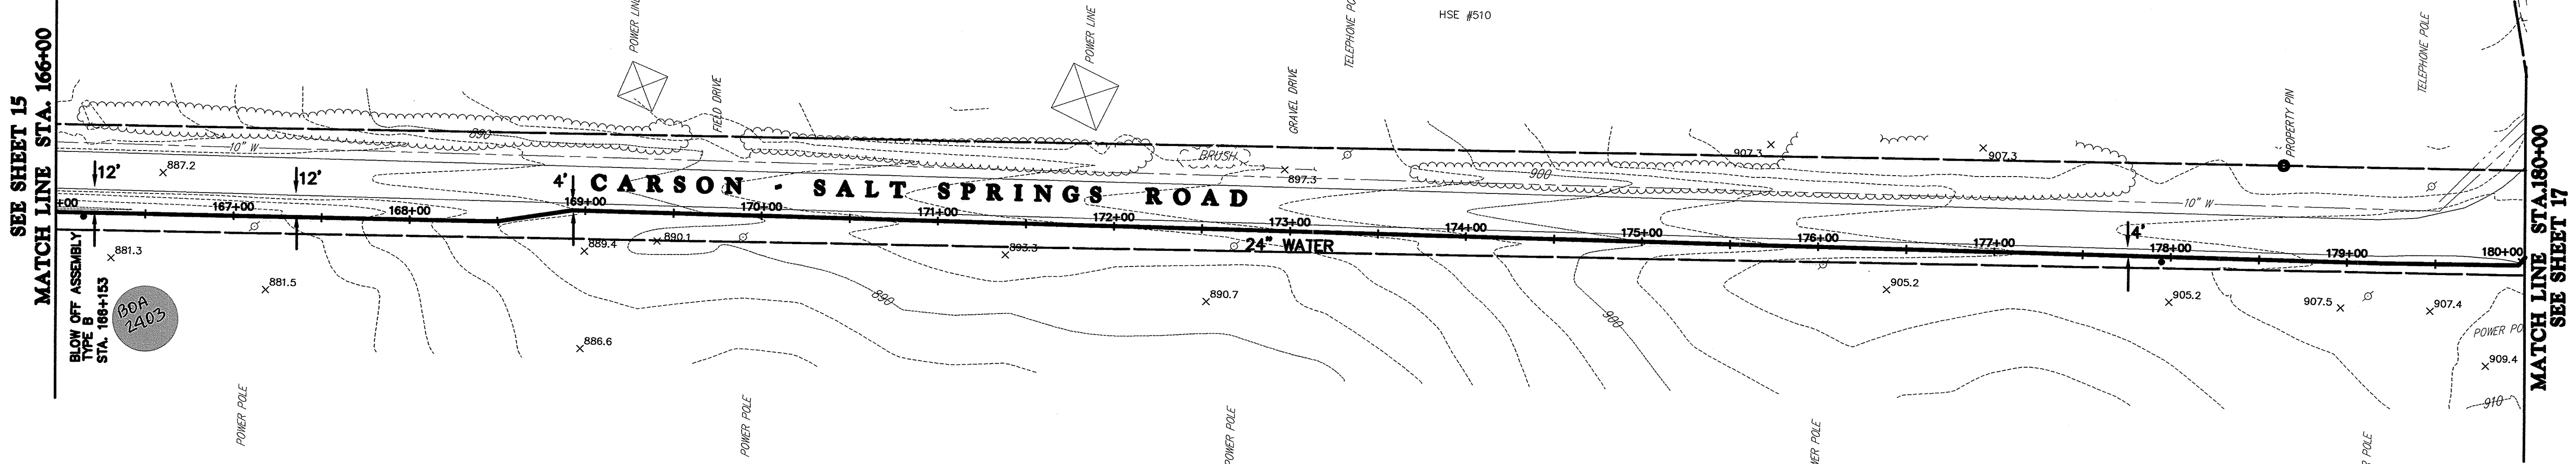 SEE SHEET 15
MATCH LINE STA. 166+00
POWER LINE
FIELD DRIVE
POWER LINE
GRAVEL DRIVE
HSE #510
TELEPHONE POLE
PROPERTY PIN
890
10" W
887.2
12'
12'
4'
CARSON - SALT SPRINGS ROAD
BRUSH
897.3
900
907.3
907.3
10" W
+00
167+00
168+00
169+00
170+00
171+00
172+00
173+00
174+00
175+00
176+00
177+00
178+00
179+00
180+00
4'
24" WATER
881.3
881.5
889.4
890.1
893.3
890.7
886.6
890
900
905.2
905.2
907.5
907.4
909.4
910
BLOW OFF ASSEMBLY
TYPE B
STA. 166+153
BOA
2403
POWER POLE
POWER POLE
POWER POLE
POWER PO
MATCH LINE STA.180+00
SEE SHEET 17